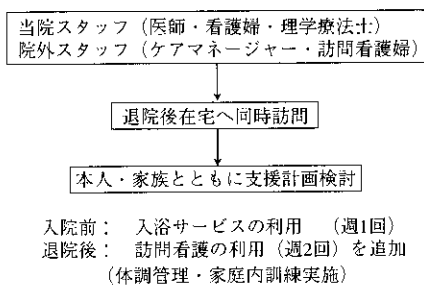 当院スタッフ（医師・看護婦・理学療法士）
院外スタッフ（ケアマネージャー・訪問看護婦）
退院後在宅へ同時訪問
本人・家族とともに支援計画検討
入院前： 入浴サービスの利用 （週1回）
退院後： 訪問看護の利用（週2回）を追加
（体調管理・家庭内訓練実施）